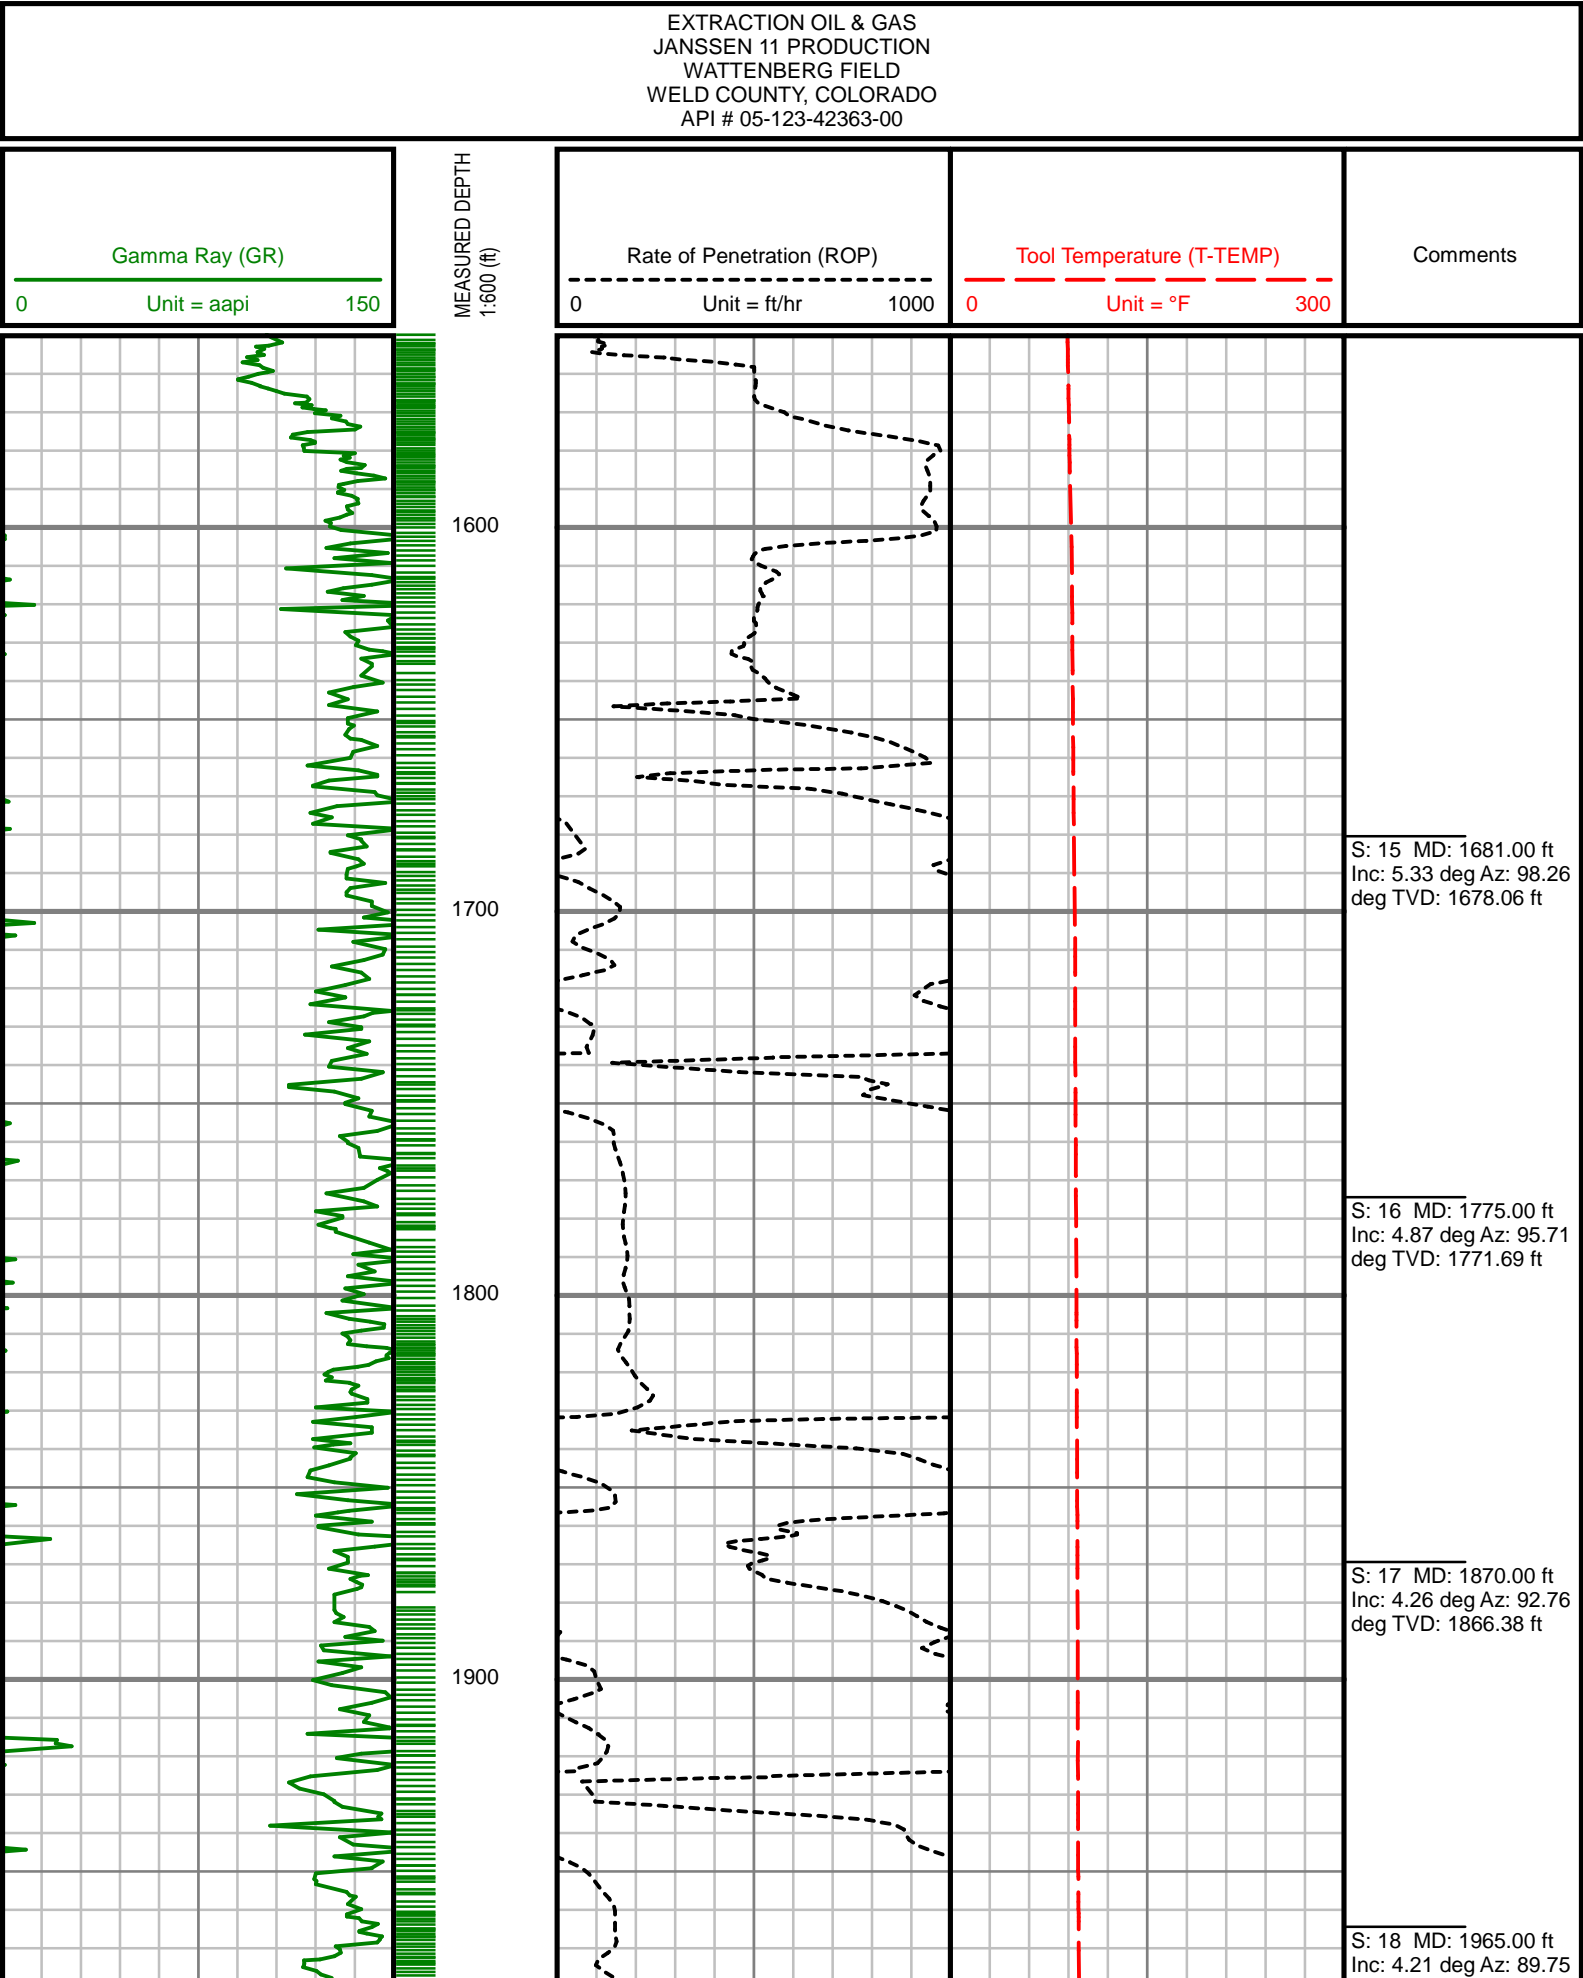 EXTRACTION OIL & GAS
JANSSEN 11 PRODUCTION
WATTENBERG FIELD
WELD COUNTY, COLORADO
API # 05-123-42363-00
Gamma Ray (GR)
0 Unit = aapi 150
MEASURED DEPTH
1:600 (ft)
Rate of Penetration (ROP)
0 Unit = ft/hr 1000
Tool Temperature (T-TEMP)
0 Unit = °F 300
Comments
1600
S: 15 MD: 1681.00 ft
Inc: 5.33 deg Az: 98.26
deg TVD: 1678.06 ft
1700
S: 16 MD: 1775.00 ft
Inc: 4.87 deg Az: 95.71
deg TVD: 1771.69 ft
1800
S: 17 MD: 1870.00 ft
Inc: 4.26 deg Az: 92.76
deg TVD: 1866.38 ft
1900
S: 18 MD: 1965.00 ft
Inc: 4.21 deg Az: 89.75